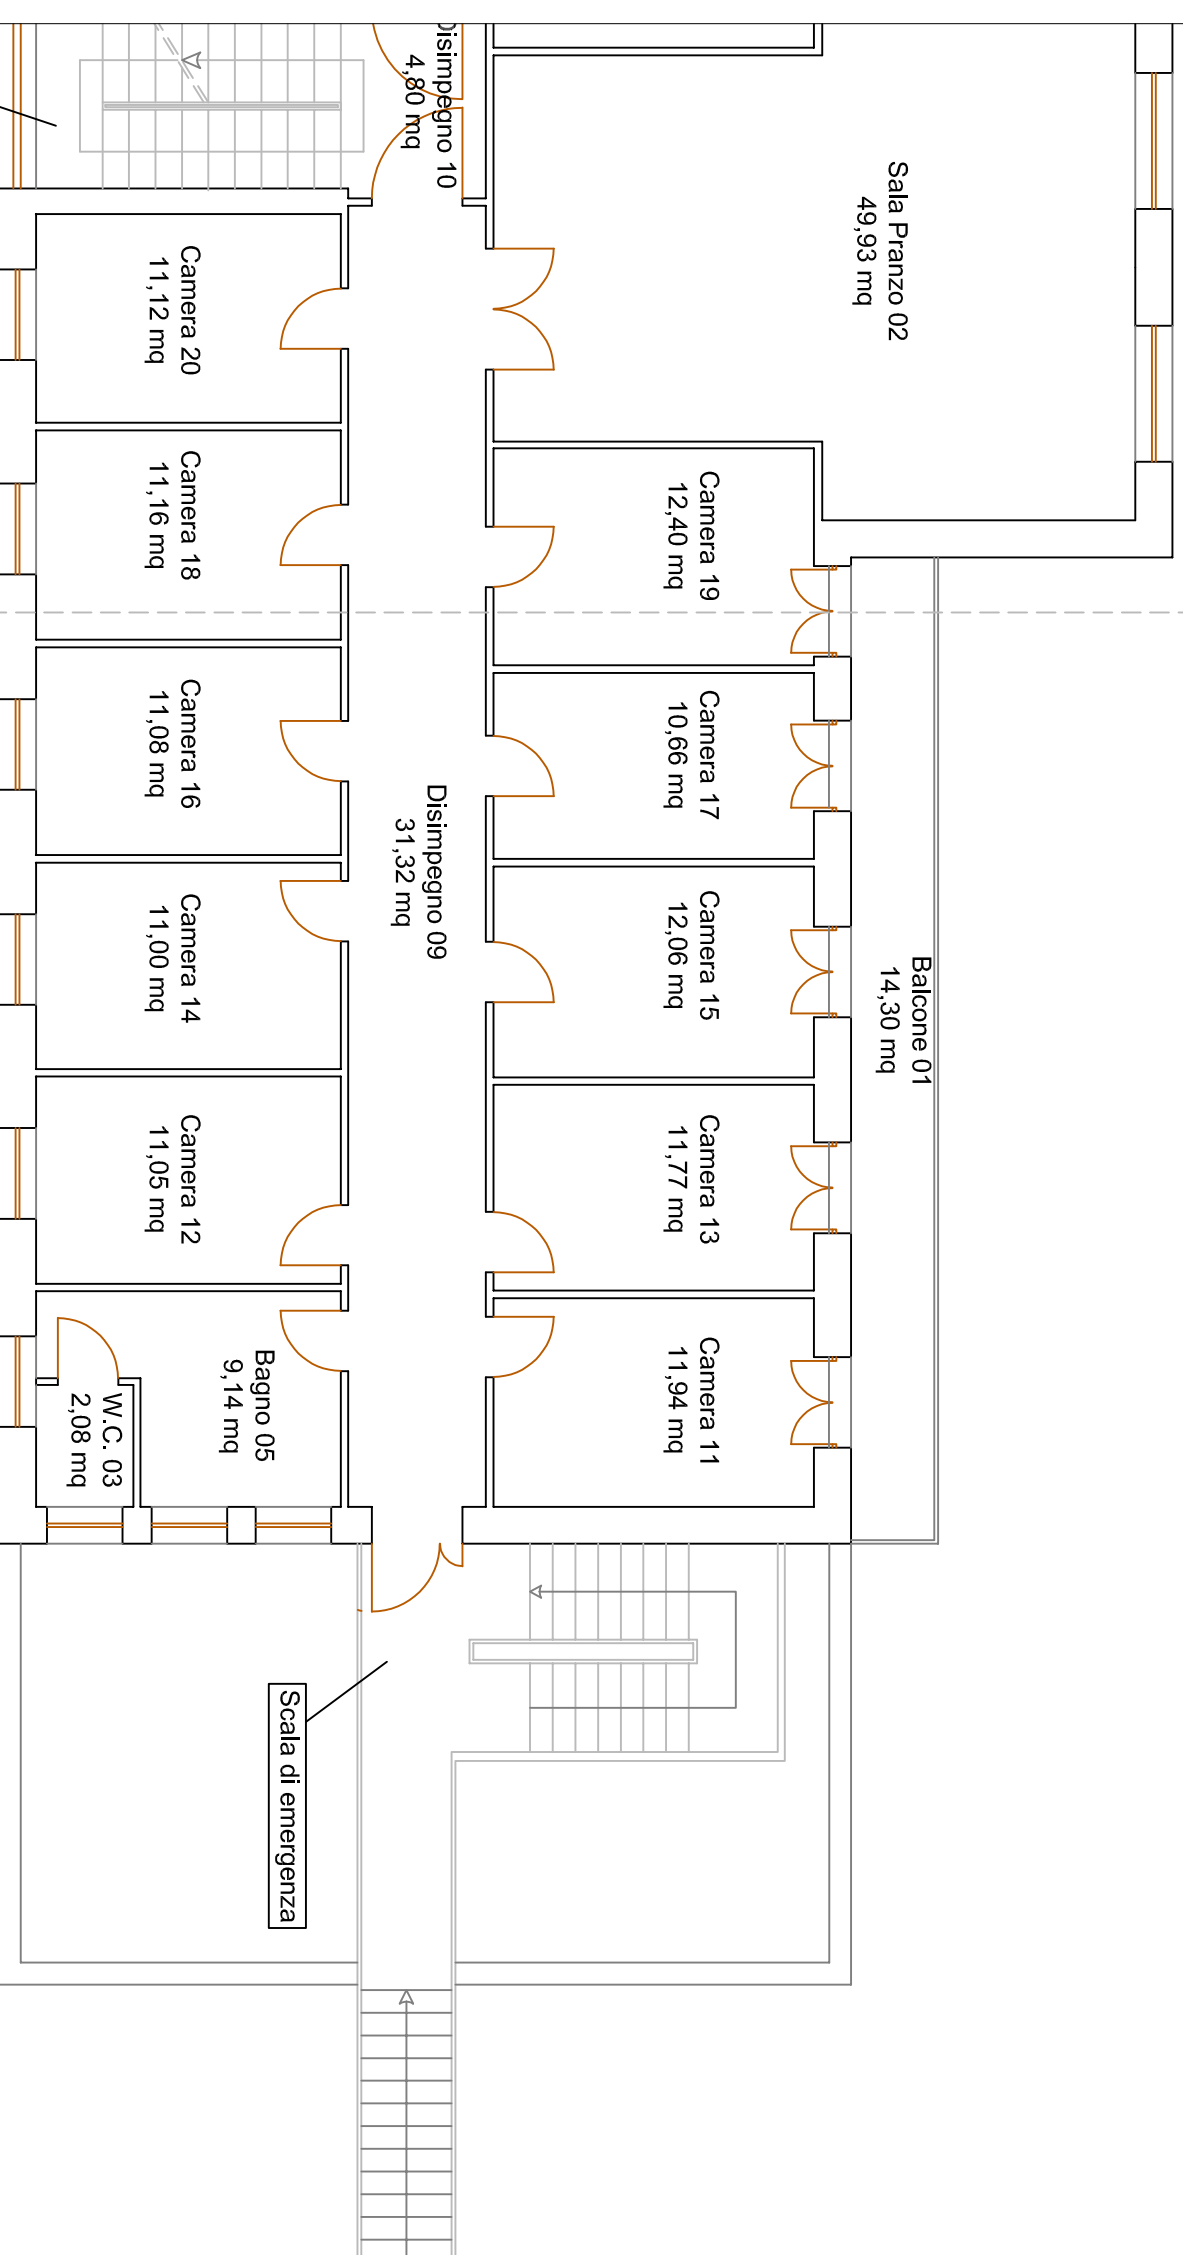 Disimpegno 10
4,80 mq
Sala Pranzo 02
49,93 mq
Camera 20
11,12 mq
Camera 18
11,16 mq
Camera 19
12,40 mq
Camera 16
11,08 mq
Camera 17
10,66 mq
Disimpegno 09
31,32 mq
Camera 14
11,00 mq
Camera 15
12,06 mq
Balcone 01
14,30 mq
Camera 12
11,05 mq
Camera 13
11,77 mq
Bagno 05
9,14 mq
W.C. 03
2,08 mq
Camera 11
11,94 mq
Scala di emergenza